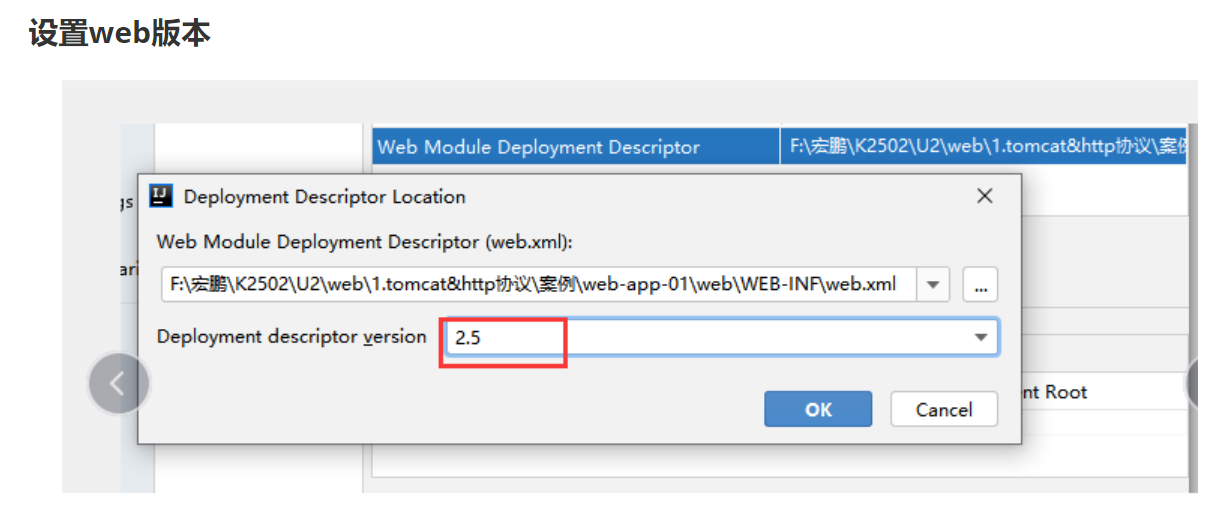 设置web版本
Web Module Deployment Descriptor
F:\宏鹏\K2502\U2\web\1.tomcat&http协议\案例
gs
Deployment Descriptor Location
Web Module Deployment Descriptor (web.xml):
ari
F:\宏鹏\K2502\U2\web\1.tomcat&http协议\案例\web-app-01\web\WEB-INF\web.xml
...
Deployment descriptor version
2.5
nt Root
OK
Cancel